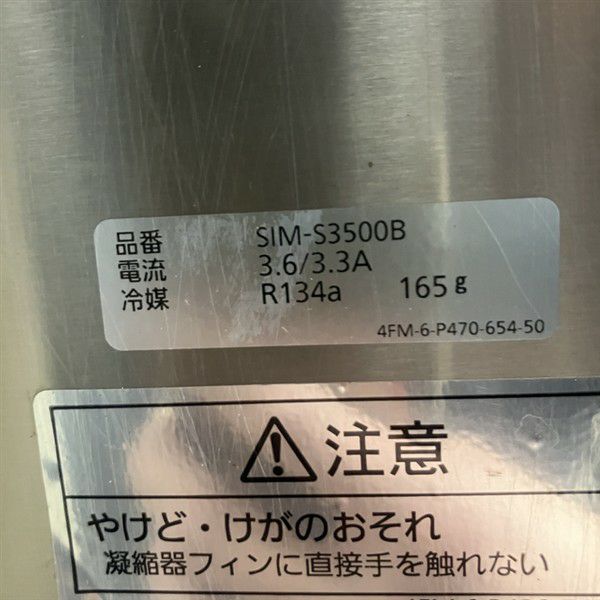 品番 SIM-S3500B
電流 3.6/3.3A
冷媒 R134a 165g
4FM-6-P470-654-50
⚠注意
やけど・けがのおそれ
凝縮器フィンに直接手を触れない